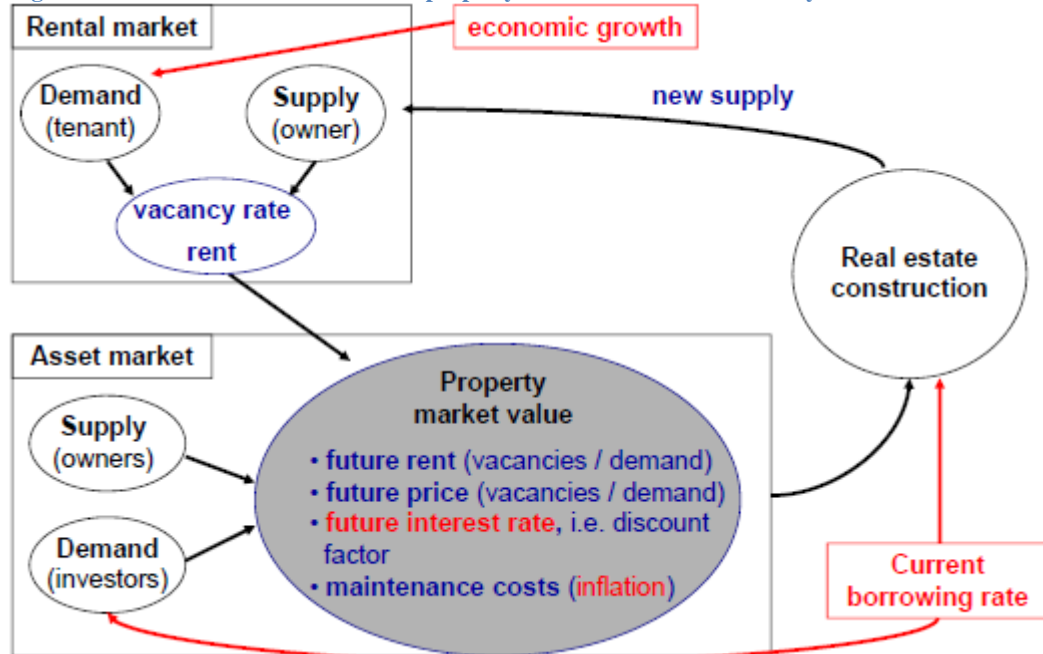 property
Rental market
economic growth
Demand
(tenant)
Supply
(owner)
new supply
vacancy rate
rent
Real estate
construction
Asset market
Property
market value
Supply
(owners)
• future rent (vacancies / demand)
• future price (vacancies / demand)
• future interest rate, i.e. discount
factor
• maintenance costs (inflation)
Demand
(investors)
Current
borrowing rate